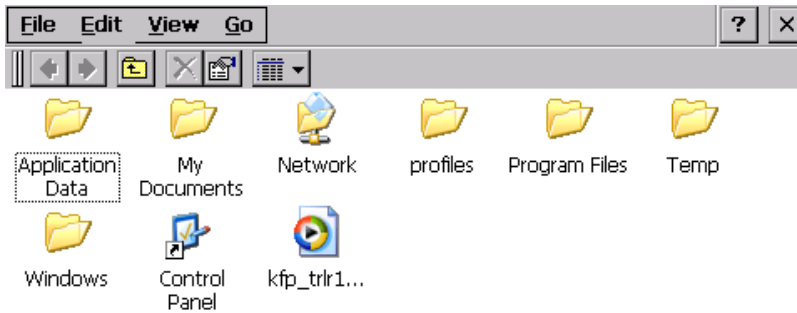 File Edit View Go ? X
Application Data
My Documents
Network
profiles
Program Files
Temp
Windows
Control Panel
kfp_trlr1...